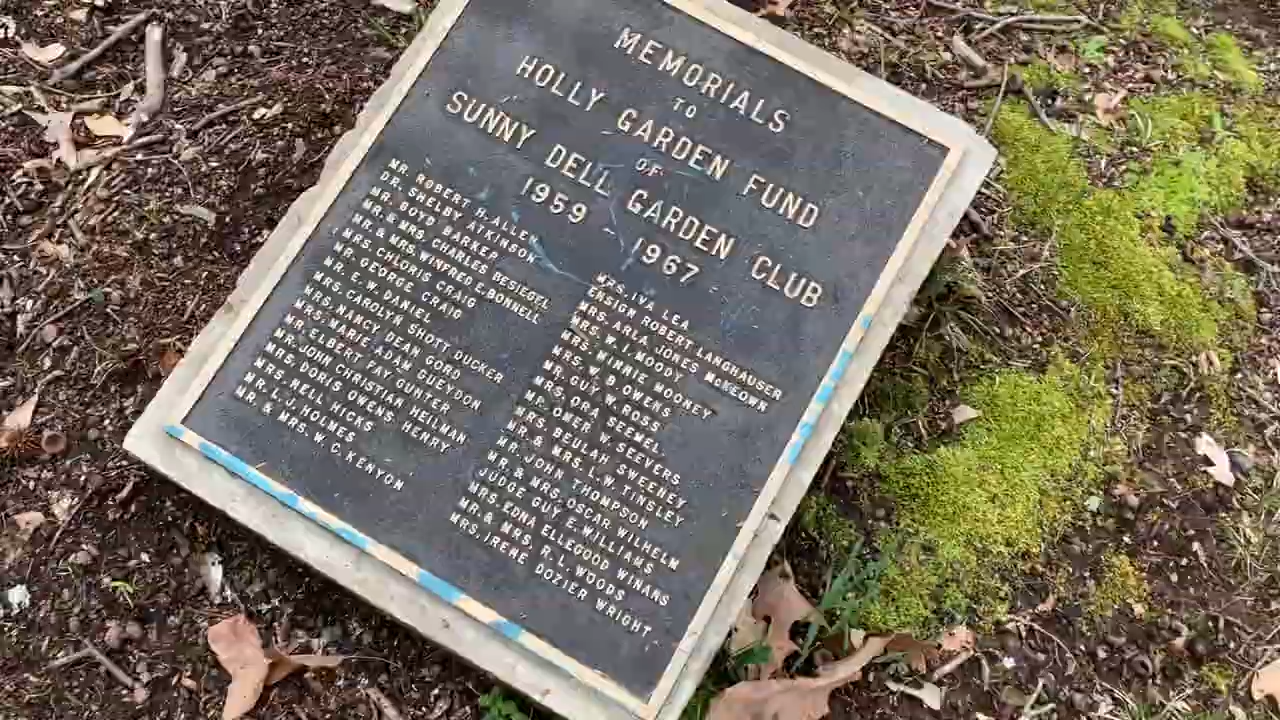 MEMORIALS
TO
HOLLY GARDEN FUND
OF
SUNNY DELL GARDEN CLUB
1959 - 1967
MR. ROBERT H. ALLEN
DR. SHELBY ATKINSON
MR. BOYD BARKER
MR. & MRS. CHARLES BESIEGEL
MR. & MRS. WINFRED E. BONWELL
MRS. CHLORIS CRAIG
MR. GEORGE CRAIG
MR. E. W. DANIEL
MRS. CAROLYN SHOTT DUCKER
MRS. NANCY DEAN GORD
MRS. MARIE ADAM GUEYDON
MR. ELBERT FAY GUNTER
MR. JOHN CHRISTIAN HEILMAN
MRS. DORIS OWENS HENRY
MRS. NELL HICKS
MR. L. J. HOLMES
MR. & MRS. W. C. KENYON
MRS. IVA LEA
ENSIGN ROBERT LANGHAUSER
MRS. ARLA JONES McKEOWN
MR. W. I. MOODY
MRS. WINNIE MOONEY
MRS. W. B. OWENS
MR. GUY W. ROSS
MRS. ORA SEEMEL
MR. OMER W. SEEVERS
MRS. BEULAH SWEENEY
MR. & MRS. L. W. TINSLEY
MR. JOHN THOMPSON
MR. & MRS. OSCAR WILHELM
JUDGE GUY E. WILLIAMS
MRS. EDNA ELLEGOOD WINANS
MR. & MRS. R. L. WOODS
MRS. IRENE DOZIER WRIGHT